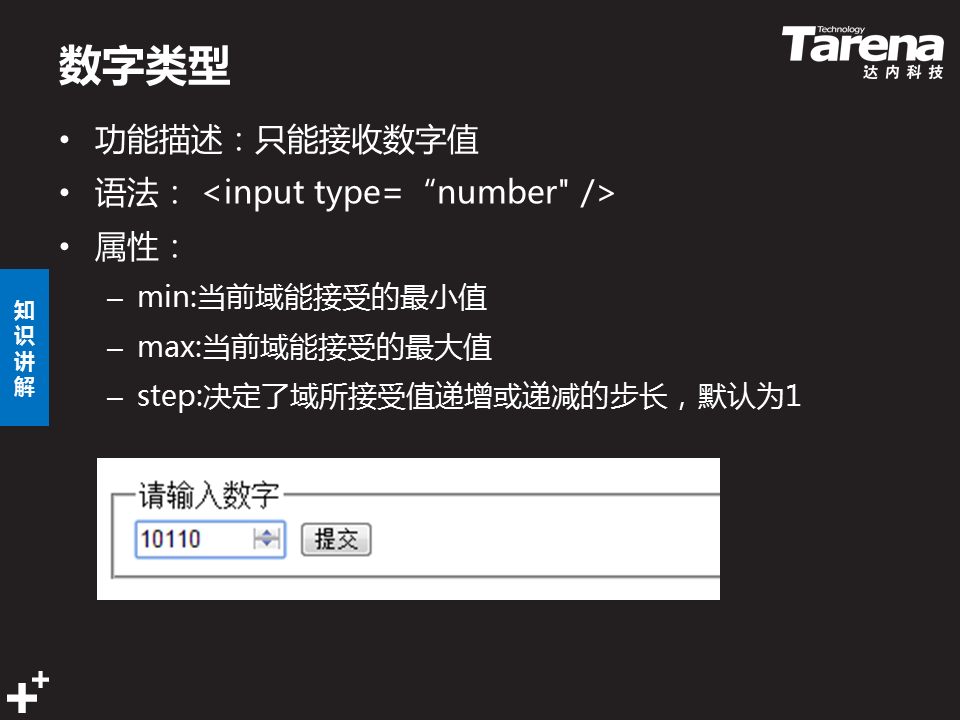 数字类型
Technology
Tarena
达内科技
• 功能描述：只能接收数字值
• 语法： <input type=“number" />
• 属性：
– min:当前域能接受的最小值
– max:当前域能接受的最大值
– step:决定了域所接受值递增或递减的步长，默认为1
知识讲解
请输入数字
10110 提交